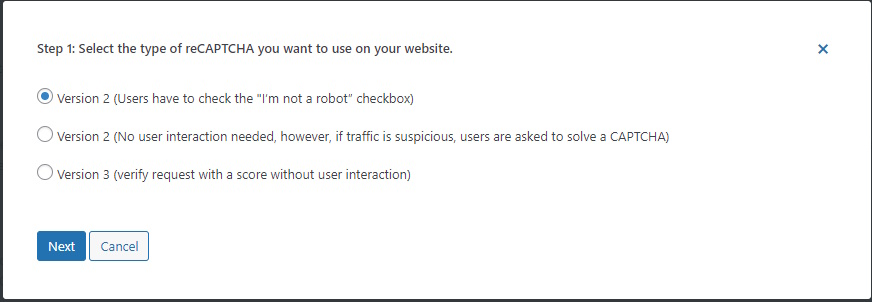 Step 1: Select the type of reCAPTCHA you want to use on your website.
Version 2 (Users have to check the "I'm not a robot" checkbox)
Version 2 (No user interaction needed, however, if traffic is suspicious, users are asked to solve a CAPTCHA)
Version 3 (verify request with a score without user interaction)
Next Cancel